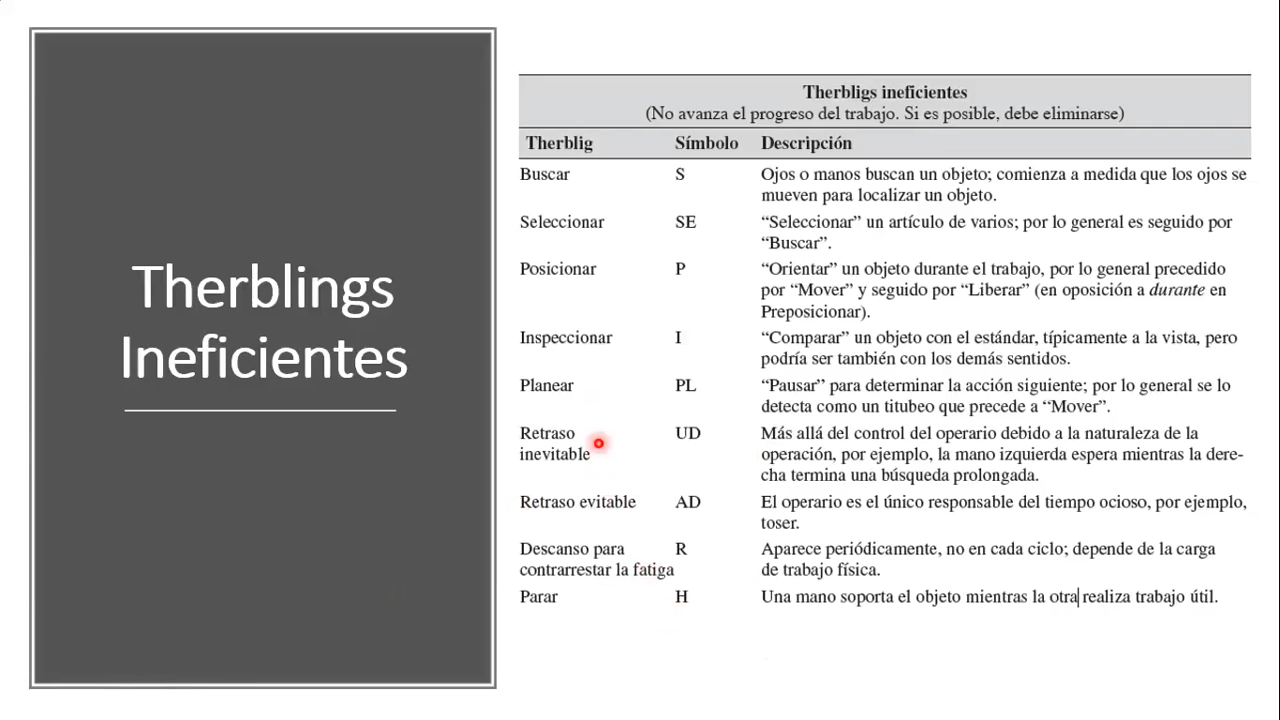 Therblings
Ineficientes
Therbligs ineficientes
(No avanza el progreso del trabajo. Si es posible, debe eliminarse)
Therblig Símbolo Descripción
Buscar S Ojos o manos buscan un objeto; comienza a medida que los ojos se
mueven para localizar un objeto.
Seleccionar SE “Seleccionar” un artículo de varios; por lo general es seguido por
“Buscar”.
Posicionar P “Orientar” un objeto durante el trabajo, por lo general precedido
por “Mover” y seguido por “Liberar” (en oposición a durante en
Preposicionar).
Inspeccionar I “Comparar” un objeto con el estándar, típicamente a la vista, pero
podría ser también con los demás sentidos.
Planear PL “Pausar” para determinar la acción siguiente; por lo general se lo
detecta como un titubeo que precede a “Mover”.
Retraso UD Más allá del control del operario debido a la naturaleza de la
inevitable operación, por ejemplo, la mano izquierda espera mientras la dere-
cha termina una búsqueda prolongada.
Retraso evitable AD El operario es el único responsable del tiempo ocioso, por ejemplo,
toser.
Descanso para R Aparece periódicamente, no en cada ciclo; depende de la carga
contrarrestar la fatiga de trabajo física.
Parar H Una mano soporta el objeto mientras la otra realiza trabajo útil.